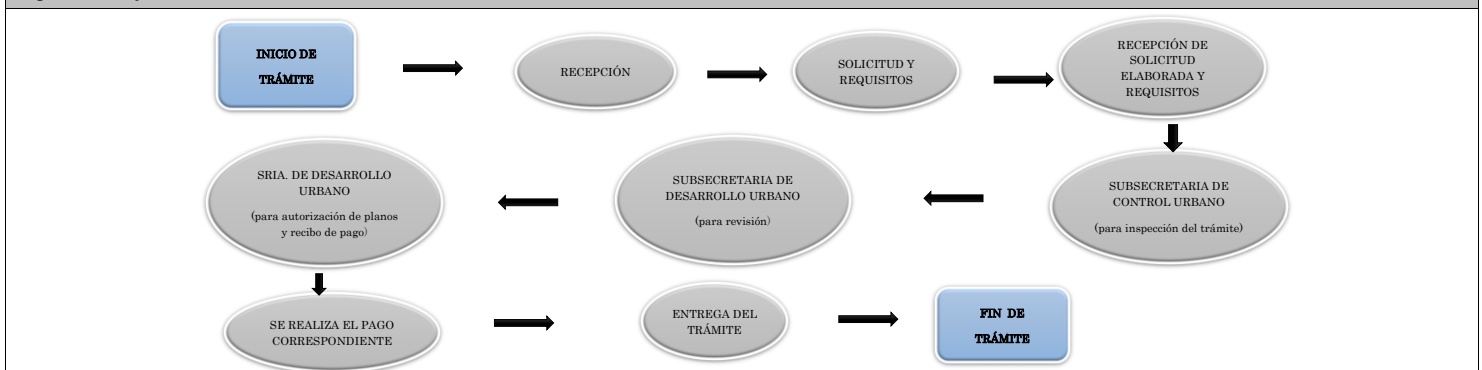 INICIO DE
TRÁMITE
RECEPCIÓN
SOLICITUD Y
REQUISITOS
RECEPCIÓN DE
SOLICITUD
ELABORADA Y
REQUISITOS
SUBSECRETARIA DE
CONTROL URBANO
(para inspección del trámite)
SUBSECRETARIA DE
DESARROLLO URBANO
(para revisión)
SRIA. DE DESARROLLO
URBANO
(para autorización de planos
y recibo de pago)
SE REALIZA EL PAGO
CORRESPONDIENTE
ENTREGA DEL
TRÁMITE
FIN DE
TRÁMITE